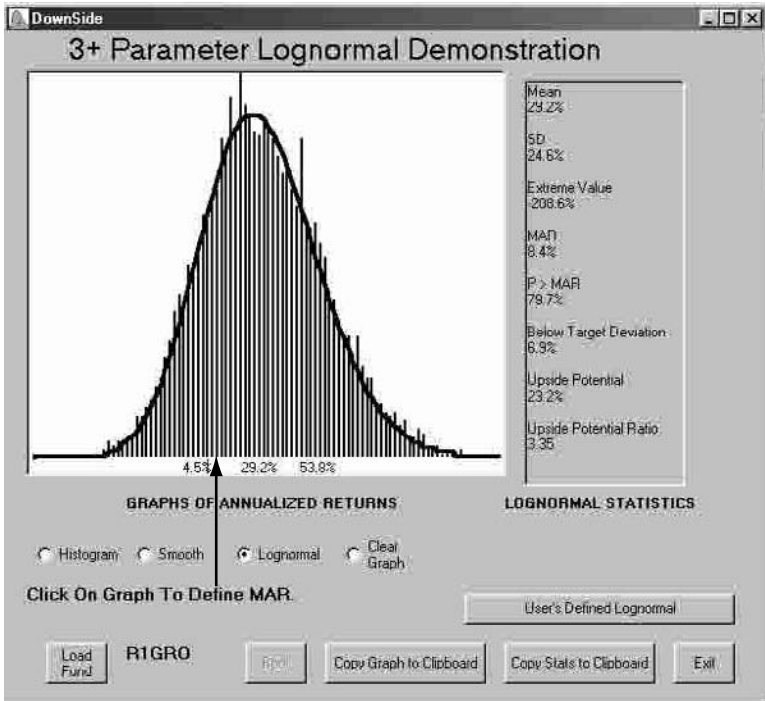 DownSide
3+ Parameter Lognormal Demonstration
Mean
29.2%
SD
24.6%
Extreme Value
-208.6%
MAR
8.4%
P > MAR
79.7%
Below Target Deviation
6.9%
Upside Potential
23.2%
Upside Potential Ratio
3.35
4.5% 29.2% 53.8%
GRAPHS OF ANNUALIZED RETURNS
LOGNORMAL STATISTICS
Histogram Smooth Lognormal Clear Graph
Click On Graph To Define MAR.
User's Defined Lognormal
Load Fund
R1GRO
Copy Graph to Clipboard
Copy Stats to Clipboard
Exit